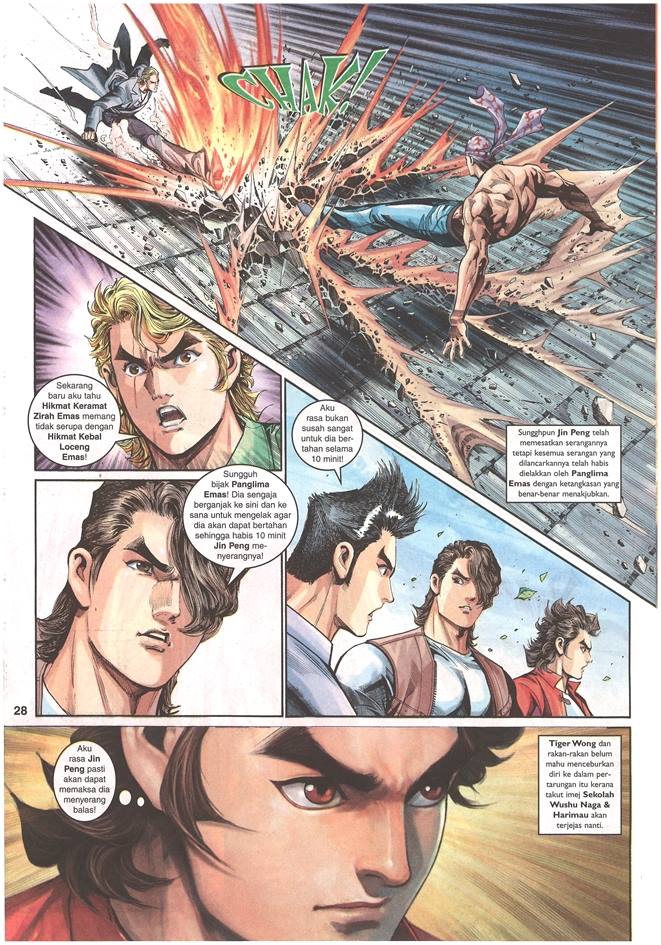 CHAK!
Sungghpun Jin Peng telah
memesatkan serangannya
tetapi kesemua serangan yang
dilancarkannya telah habis
dielakkan oleh Panglima
Emas dengan ketangkasan yang
benar-benar menakjubkan.
Sekarang
baru aku tahu
Hikmat Keramat
Zirah Emas memang
tidak serupa dengan
Hikmat Kebal
Loceng
Emas!
Sungguh
bijak Panglima
Emas! Dia sengaja
berganjak ke sini dan ke
sana untuk mengelak agar
dia akan dapat bertahan
sehingga habis 10 minit
Jin Peng me-
nyerangnya!
Aku
rasa bukan
susah sangat
untuk dia ber-
tahan selama
10 minit!
28
Aku
rasa Jin
Peng pasti
akan dapat
memaksa dia
menyerang
balas!
Tiger Wong dan
rakan-rakan belum
mahu menceburkan
diri ke dalam per-
tarungan itu kerana
takut imej Sekolah
Wushu Naga &
Harimau akan
terjejas nanti.